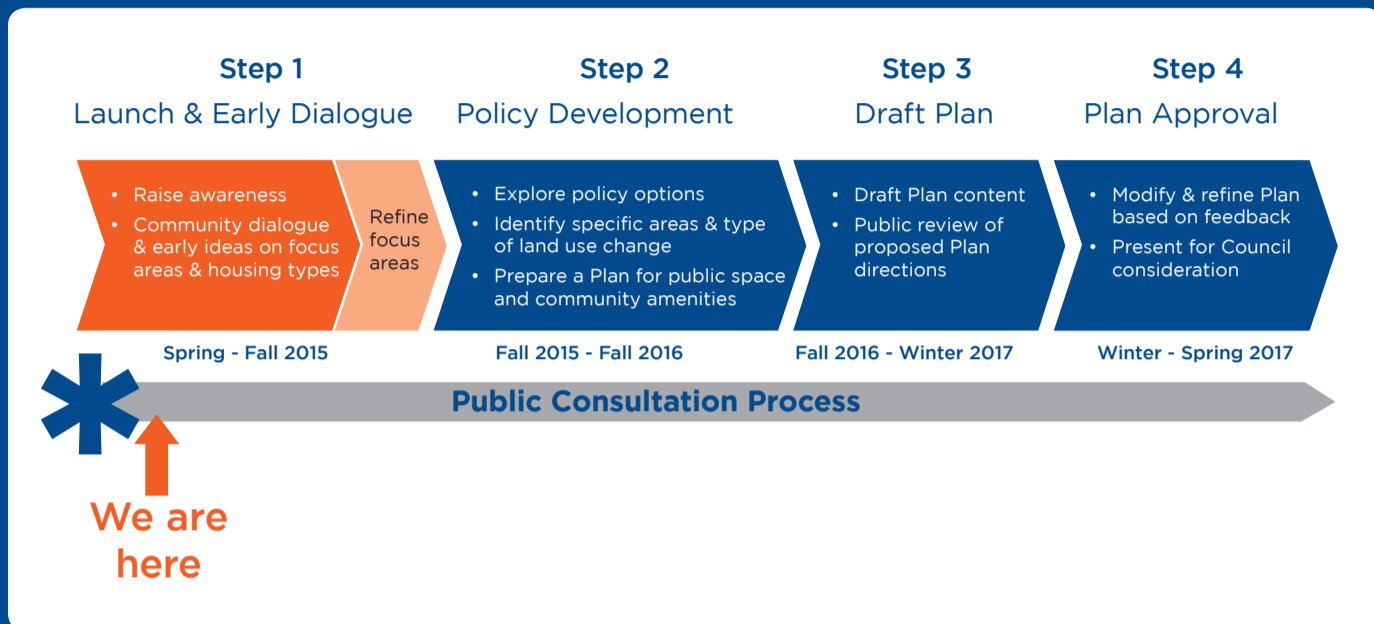 Step 1
Launch & Early Dialogue
• Raise awareness
• Community dialogue
& early ideas on focus
areas & housing types
Refine
focus
areas
Spring - Fall 2015
Step 2
Policy Development
• Explore policy options
• Identify specific areas & type
of land use change
• Prepare a Plan for public space
and community amenities
Fall 2015 - Fall 2016
Step 3
Draft Plan
• Draft Plan content
• Public review of
proposed Plan
directions
Fall 2016 - Winter 2017
Step 4
Plan Approval
• Modify & refine Plan
based on feedback
• Present for Council
consideration
Winter - Spring 2017
Public Consultation Process
We are
here